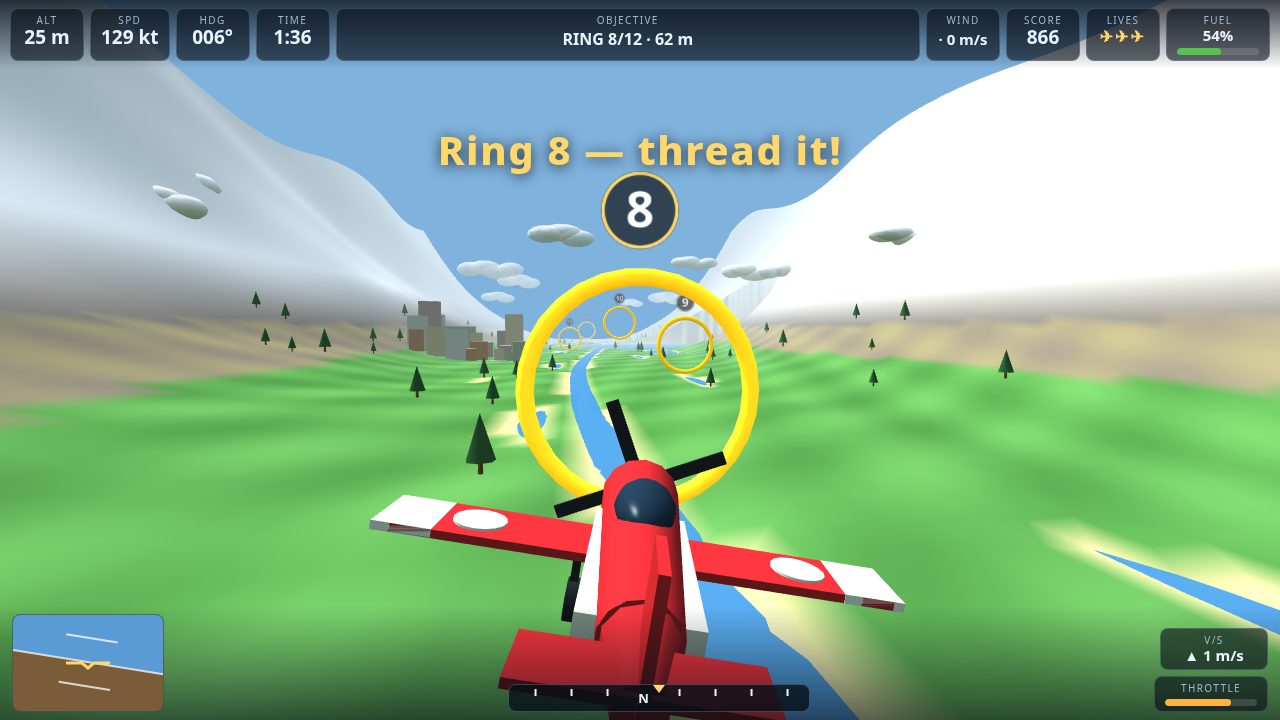 ALT
25 m
SPD
129 kt
HDG
006°
TIME
1:36
OBJECTIVE
RING 8/12 · 62 m
WIND
· 0 m/s
SCORE
866
LIVES
FUEL
54%
Ring 8 — thread it!
8
10
9
V/S
▲ 1 m/s
THROTTLE
N